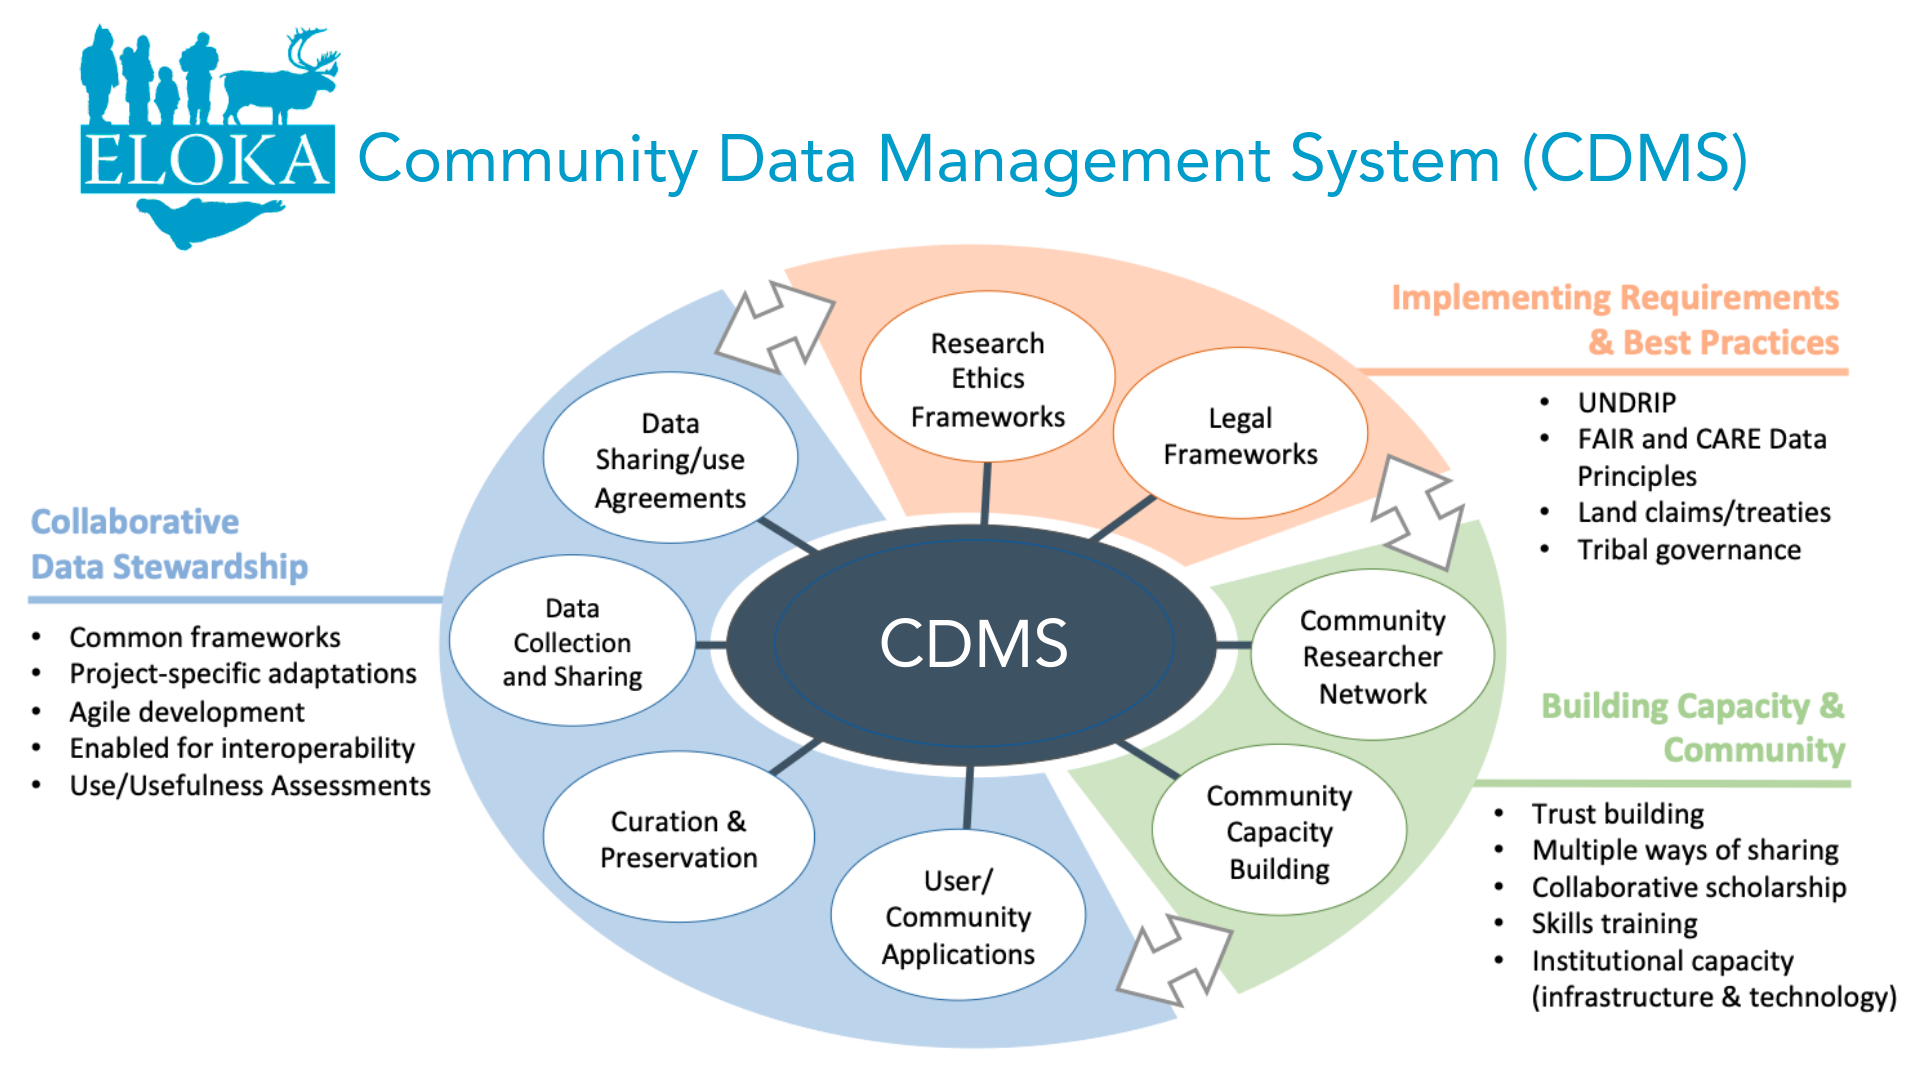 ELOKA
Community Data Management System (CDMS)
Implementing Requirements
& Best Practices
• UNDRIP
• FAIR and CARE Data
Principles
• Land claims/treaties
• Tribal governance
Research
Ethics
Frameworks
Legal
Frameworks
Data
Sharing/use
Agreements
Collaborative
Data Stewardship
• Common frameworks
• Project-specific adaptations
• Agile development
• Enabled for interoperability
• Use/Usefulness Assessments
Data
Collection
and Sharing
CDMS
Community
Researcher
Network
Building Capacity &
Community
• Trust building
• Multiple ways of sharing
• Collaborative scholarship
• Skills training
• Institutional capacity
(infrastructure & technology)
Curation &
Preservation
User/
Community
Applications
Community
Capacity
Building